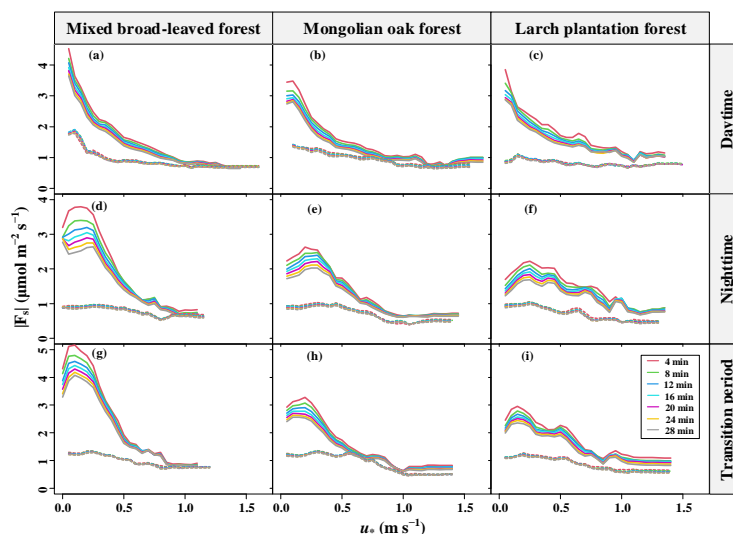 Mixed broad-leaved forest
Mongolian oak forest
Larch plantation forest
(a)
(b)
(c)
0
1
2
3
4
Daytime
(d)
(e)
(f)
0
1
2
3
4
|Fs| (μmol m−2 s−1)
Nighttime
(g)
(h)
(i)
0
1
2
3
4
5
4 min
8 min
12 min
16 min
20 min
24 min
28 min
Transition period
0.0 0.5 1.0 1.5
0.0 0.5 1.0 1.5
0.0 0.5 1.0 1.5
u* (m s−1)